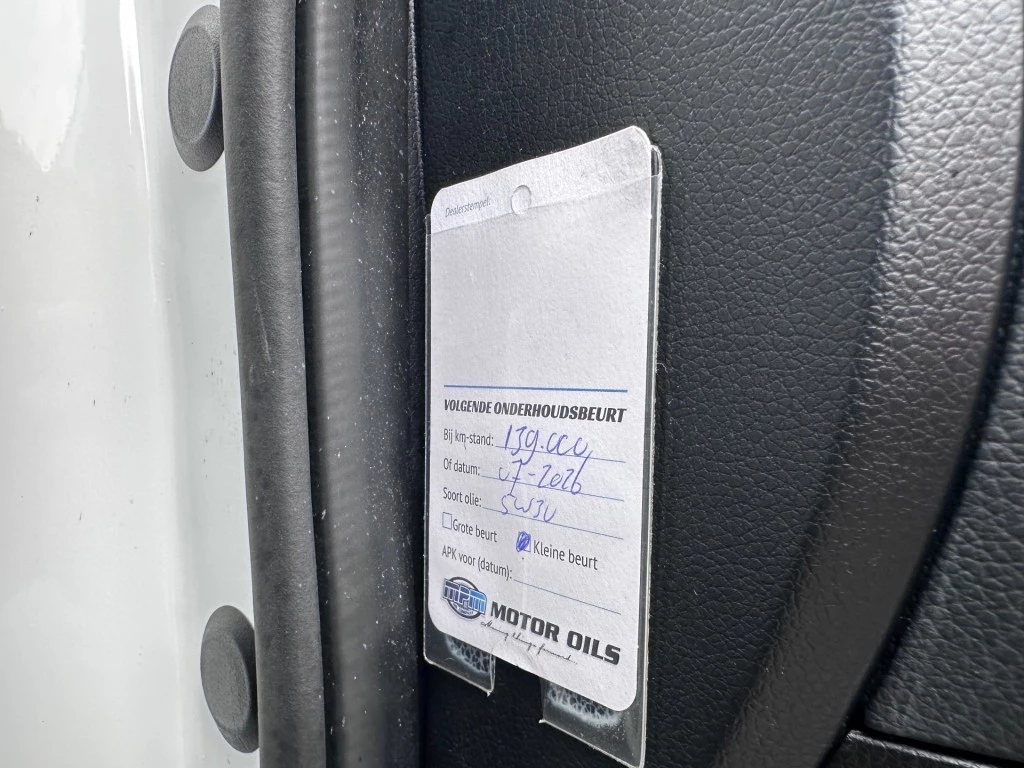 Dealerstempel:
VOLGENDE ONDERHOUDSBEURT
Bij km-stand: 139.000
Of datum: 07-2026
Soort olie: 5W30
Grote beurt Kleine beurt
APK voor (datum):
MPM MOTOR OILS